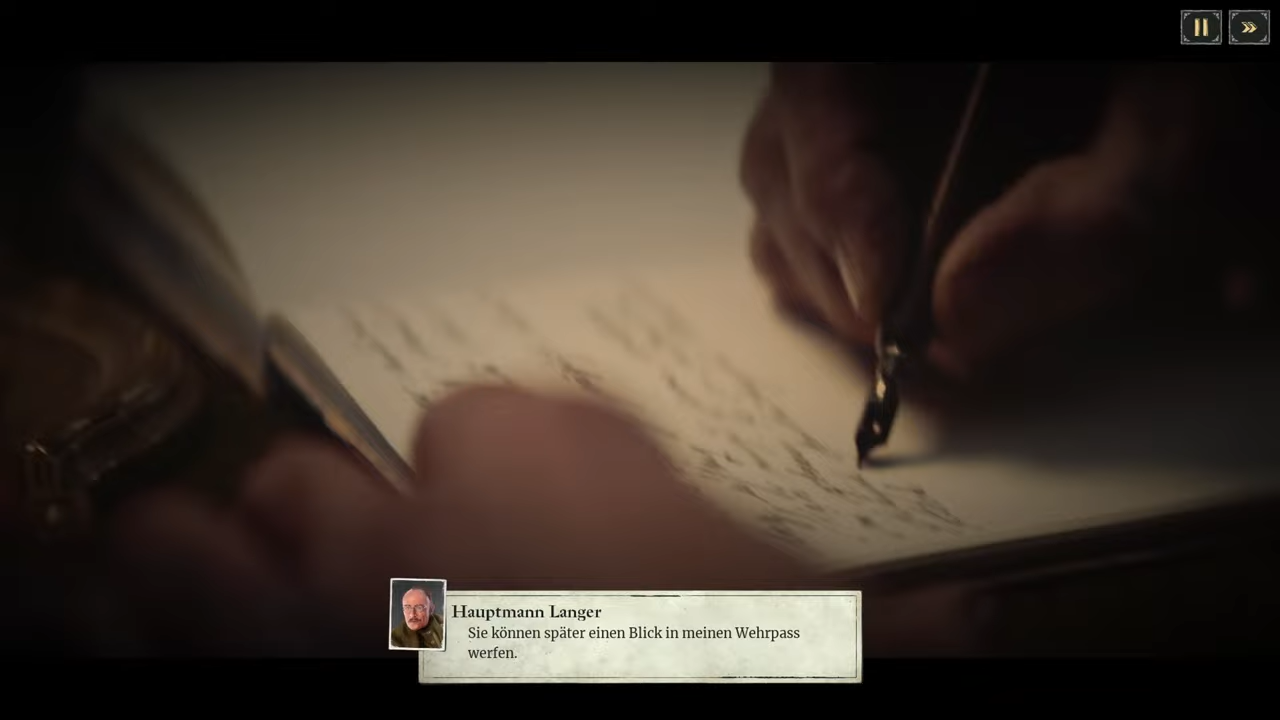 Hauptmann Langer
Sie können später einen Blick in meinen Wehrpass
werfen.